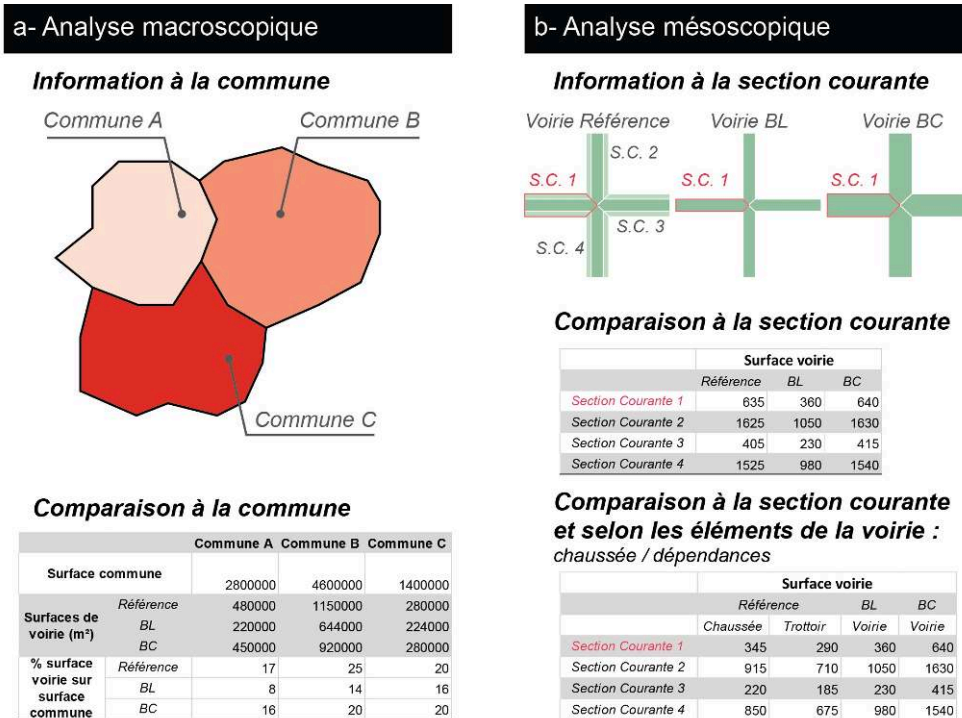 a- Analyse macroscopique
Information à la commune
Commune A
Commune B
Commune C
Comparaison à la commune
Commune A Commune B Commune C
Surface commune 2800000 4600000 1400000
Surfaces de voirie (m²)
Référence 480000 1150000 280000
BL 220000 644000 224000
BC 450000 920000 280000
% surface voirie sur surface commune
Référence 17 25 20
BL 8 14 16
BC 16 20 20
b- Analyse mésoscopique
Information à la section courante
Voirie Référence Voirie BL Voirie BC
S.C. 2
S.C. 1 S.C. 1 S.C. 1
S.C. 3
S.C. 4
Comparaison à la section courante
Surface voirie
Référence BL BC
Section Courante 1 635 360 640
Section Courante 2 1625 1050 1630
Section Courante 3 405 230 415
Section Courante 4 1525 980 1540
Comparaison à la section courante
et selon les éléments de la voirie :
chaussée / dépendances
Surface voirie
Référence BL BC
Chaussée Trottoir Voirie Voirie
Section Courante 1 345 290 360 640
Section Courante 2 915 710 1050 1630
Section Courante 3 220 185 230 415
Section Courante 4 850 675 980 1540